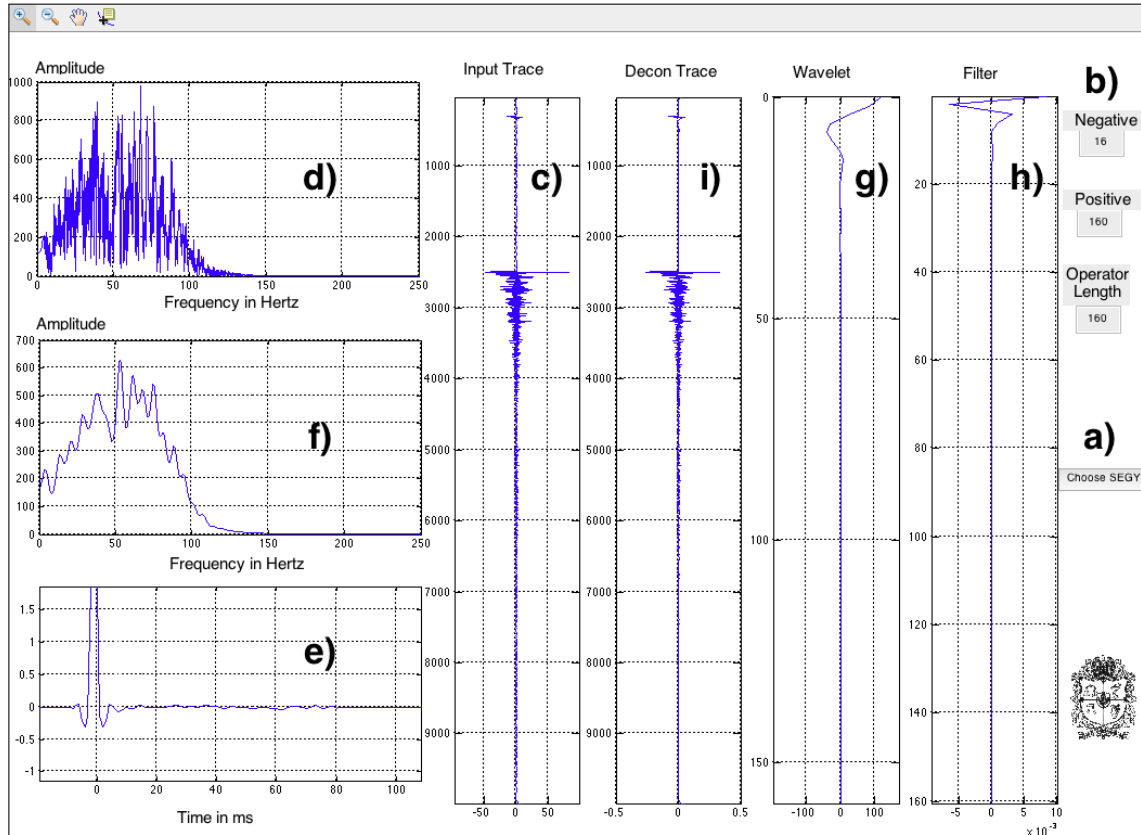 Amplitude
1000
800
600
400
200
0
0 50 100 150 200 250
Frequency in Hertz
d)
Amplitude
700
600
500
400
300
200
100
0
0 50 100 150 200 250
Frequency in Hertz
f)
1.5
1
0.5
0
-0.5
-1
0 20 40 60 80 100
Time in ms
e)
Input Trace
1000
2000
3000
4000
5000
6000
7000
8000
9000
-50 0 50
c)
Decon Trace
1000
2000
3000
4000
5000
6000
7000
8000
9000
-0.5 0 0.5
i)
Wavelet
0
50
100
150
-100 0 100
g)
Filter
20
40
60
80
100
120
140
160
-5 0 5 10
x 10⁻³
h)
b)
Negative
16
Positive
160
Operator
Length
160
a)
Choose SEGY